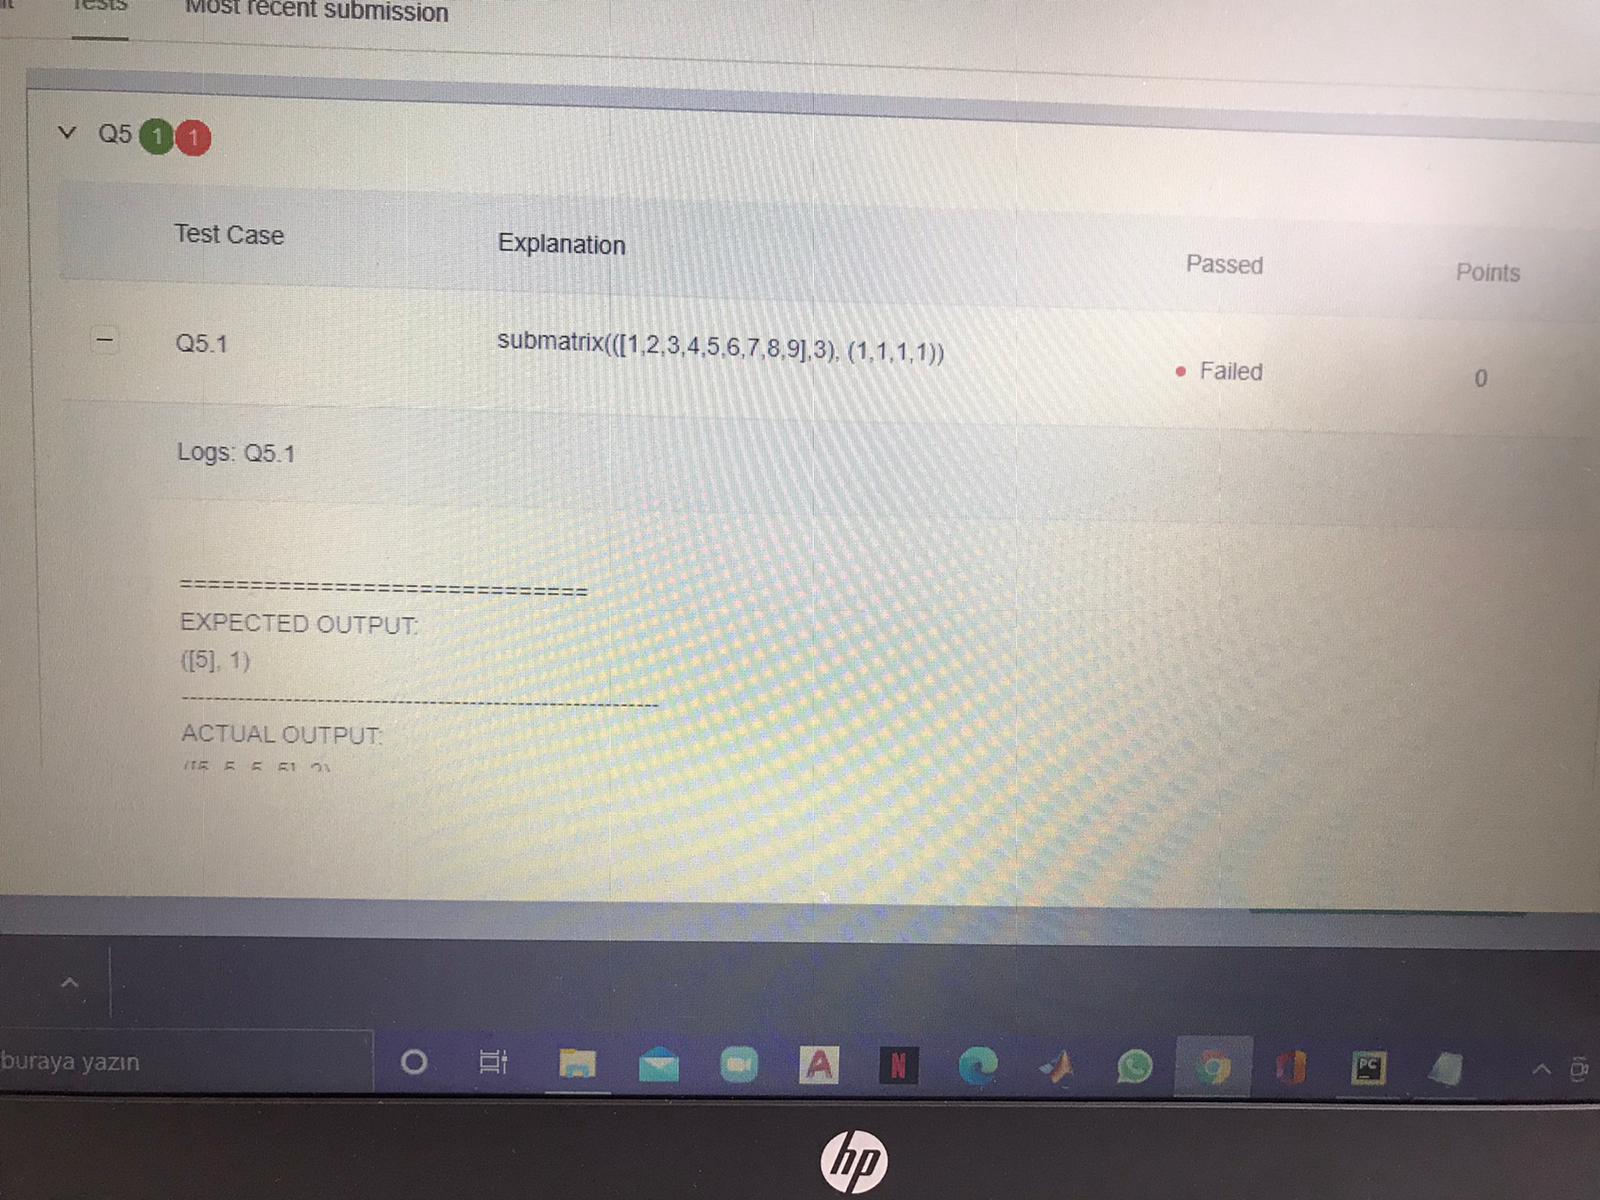 Tests Most recent submission
Q5 1 1
Test Case Explanation Passed Points
Q5.1 submatrix(([1,2,3,4,5,6,7,8,9],3), (1,1,1,1)) Failed 0
Logs: Q5.1
=============================
EXPECTED OUTPUT:
([5], 1)
ACTUAL OUTPUT:
buraya yazın
A N PC
hp